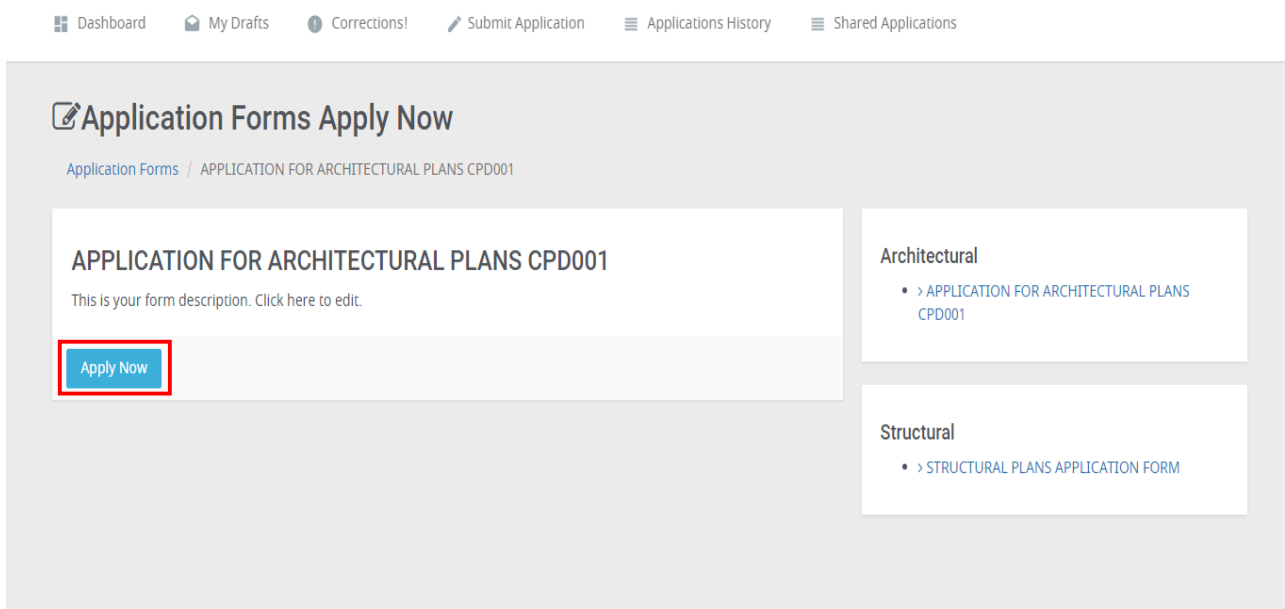 Dashboard My Drafts Corrections! Submit Application Applications History Shared Applications
Application Forms Apply Now
Application Forms / APPLICATION FOR ARCHITECTURAL PLANS CPD001
APPLICATION FOR ARCHITECTURAL PLANS CPD001
This is your form description. Click here to edit.
Apply Now
Architectural
• > APPLICATION FOR ARCHITECTURAL PLANS
CPD001
Structural
• > STRUCTURAL PLANS APPLICATION FORM